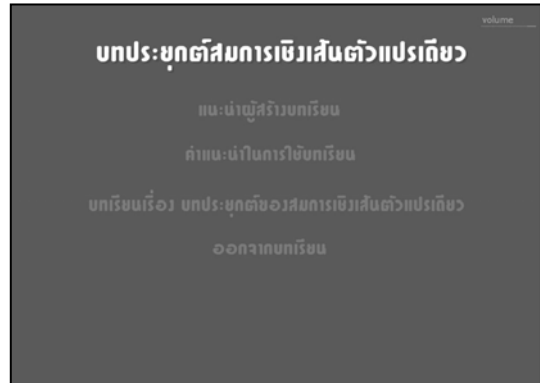 volume
บทประยุกต์สมการเชิงเส้นตัวแปรเดียว
แนะนำผู้สร้างบทเรียน
คำแนะนำในการใช้บทเรียน
บทเรียนเรื่อง บทประยุกต์ของสมการเชิงเส้นตัวแปรเดียว
ออกจากบทเรียน